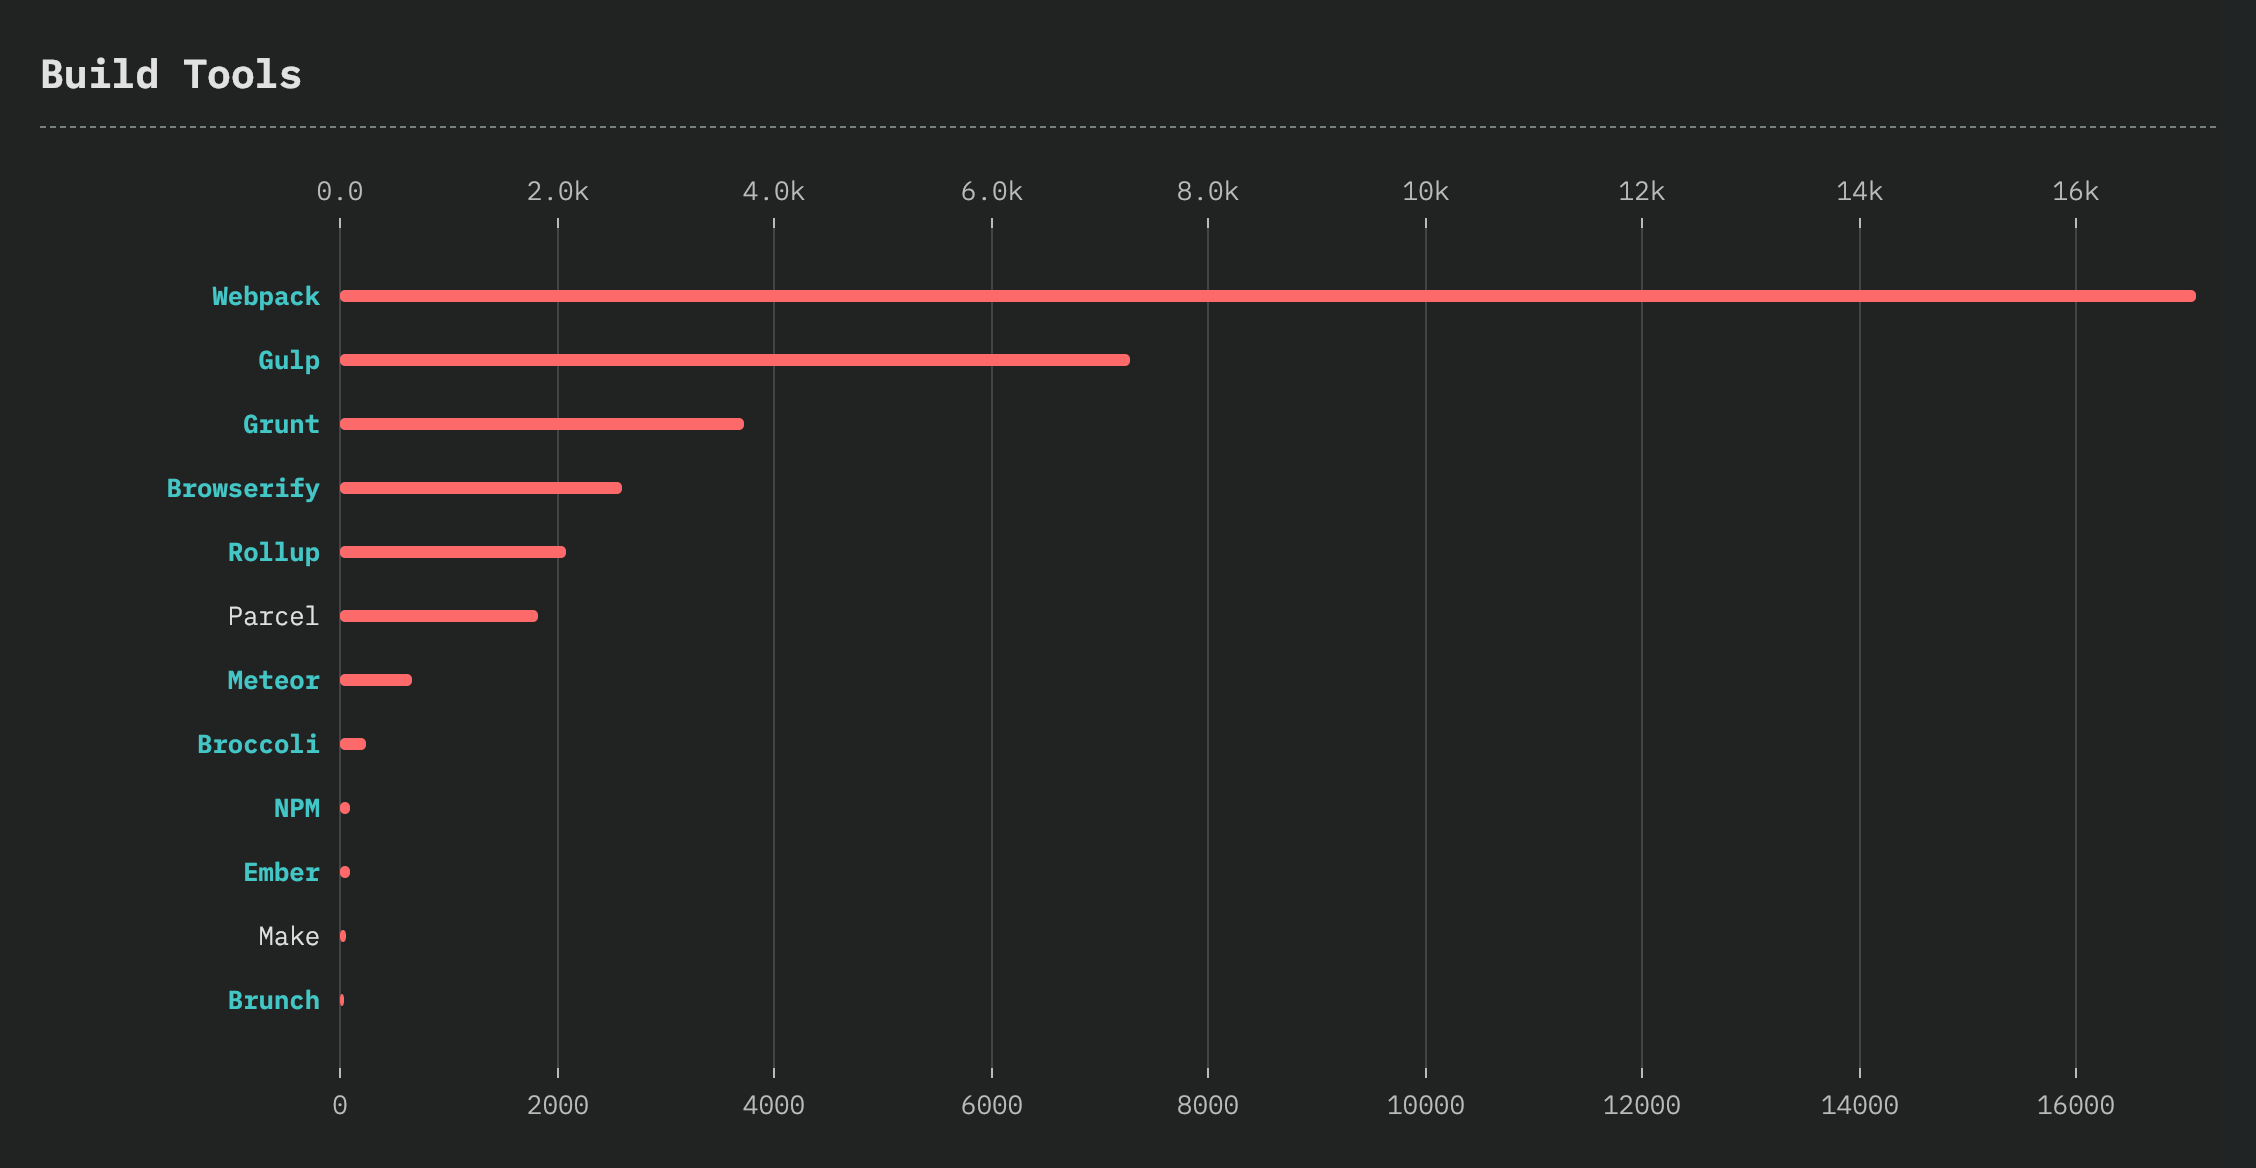 Build Tools
0.0 2.0k 4.0k 6.0k 8.0k 10k 12k 14k 16k
Webpack
Gulp
Grunt
Browserify
Rollup
Parcel
Meteor
Broccoli
NPM
Ember
Make
Brunch
0 2000 4000 6000 8000 10000 12000 14000 16000